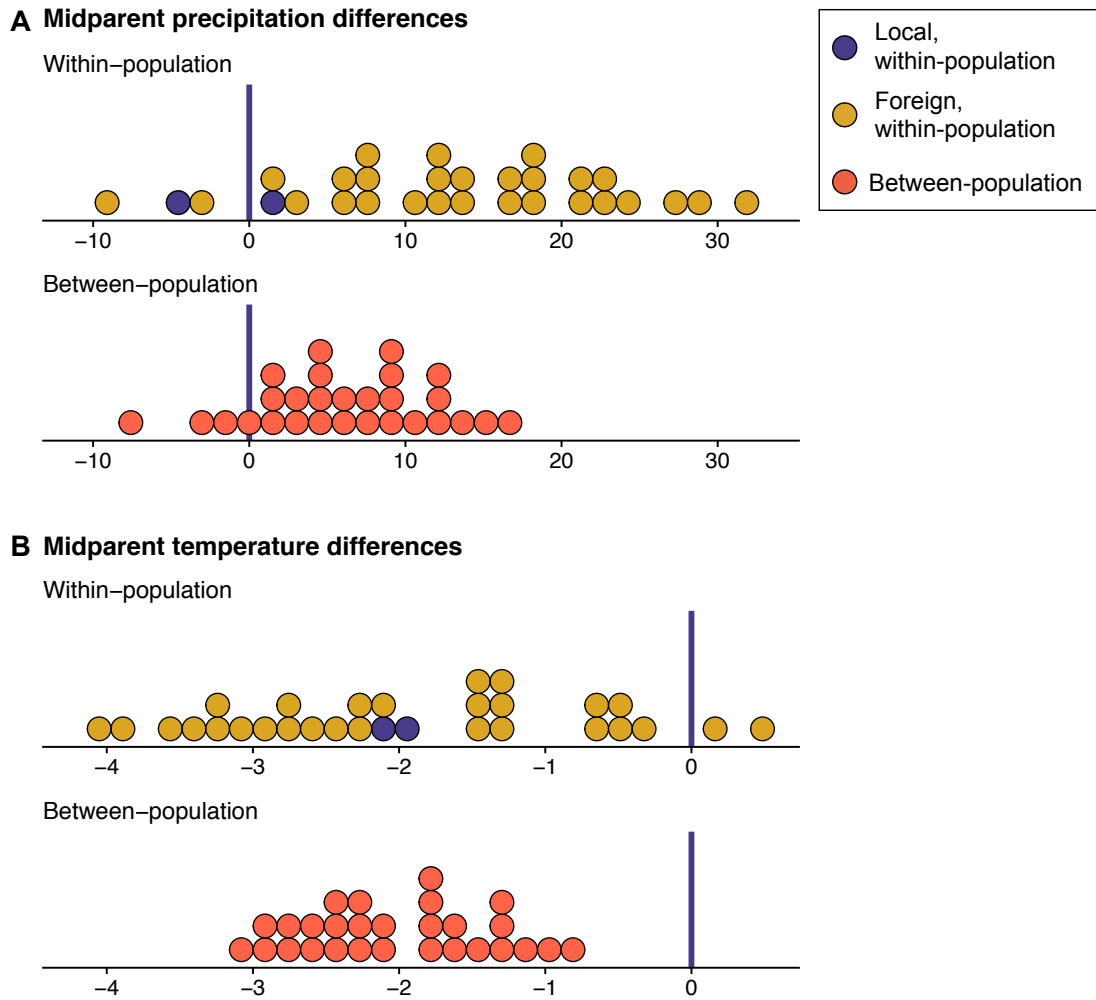 A Midparent precipitation differences
Within−population
−10 0 10 20 30
Between−population
−10 0 10 20 30
B Midparent temperature differences
Within−population
−4 −3 −2 −1 0
Between−population
−4 −3 −2 −1 0
Local,
within−population
Foreign,
within−population
Between−population